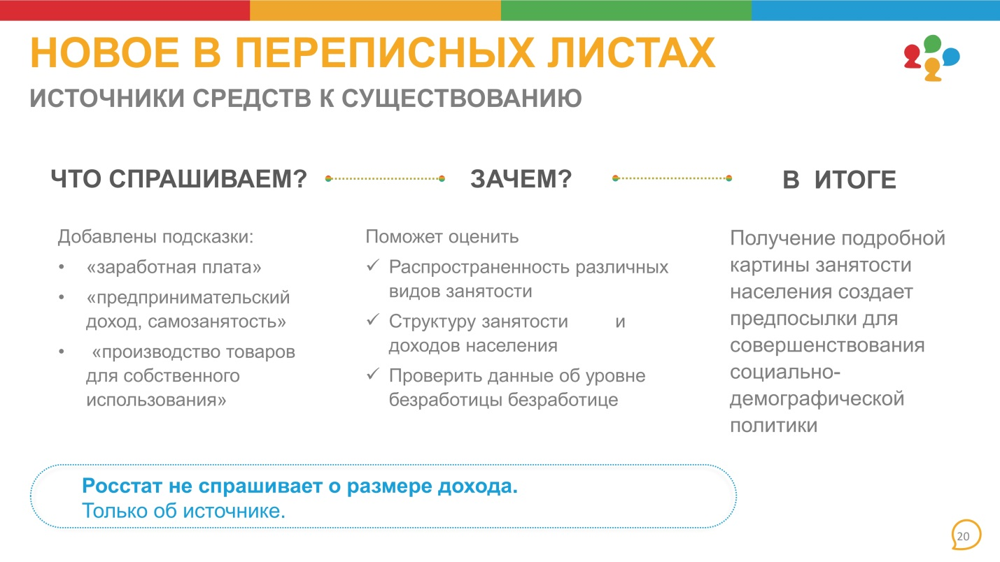 НОВОЕ В ПЕРЕПИСНЫХ ЛИСТАХ
ИСТОЧНИКИ СРЕДСТВ К СУЩЕСТВОВАНИЮ
ЧТО СПРАШИВАЕМ?
Добавлены подсказки:
• «заработная плата»
• «предпринимательский
доход, самозанятость»
• «производство товаров
для собственного
использования»
ЗАЧЕМ?
Поможет оценить
✓ Распространенность различных
видов занятости
✓ Структуру занятости и
доходов населения
✓ Проверить данные об уровне
безработицы безработице
В ИТОГЕ
Получение подробной
картины занятости
населения создает
предпосылки для
совершенствования
социально-
демографической
политики
Росстат не спрашивает о размере дохода.
Только об источнике.
20